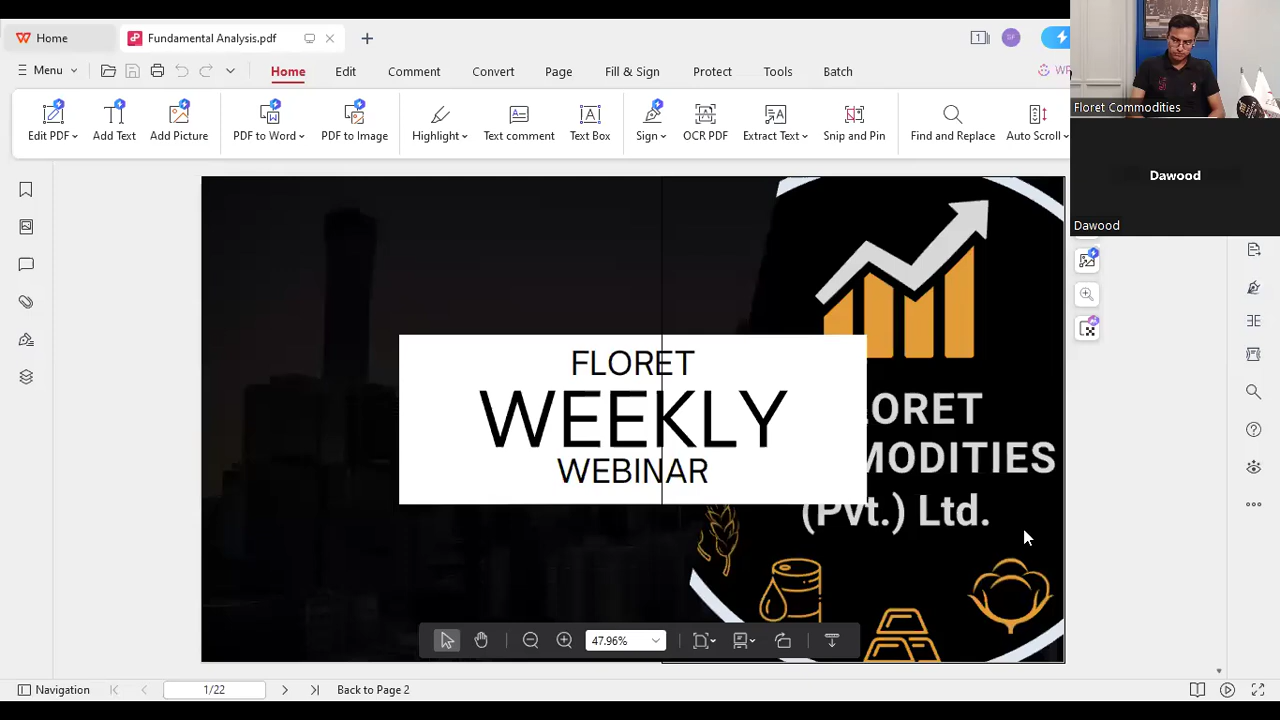 Home
Fundamental Analysis.pdf
1
SF
Menu
Home
Edit
Comment
Convert
Page
Fill & Sign
Protect
Tools
Batch
Edit PDF
Add Text
Add Picture
PDF to Word
PDF to Image
Highlight
Text comment
Text Box
Sign
OCR PDF
Extract Text
Snip and Pin
Find and Replace
Auto Scroll
Floret Commodities
Dawood
Dawood
FLORET
WEEKLY
WEBINAR
ORET
MODITIES
(Pvt.) Ltd.
47.96%
Navigation
1/22
Back to Page 2